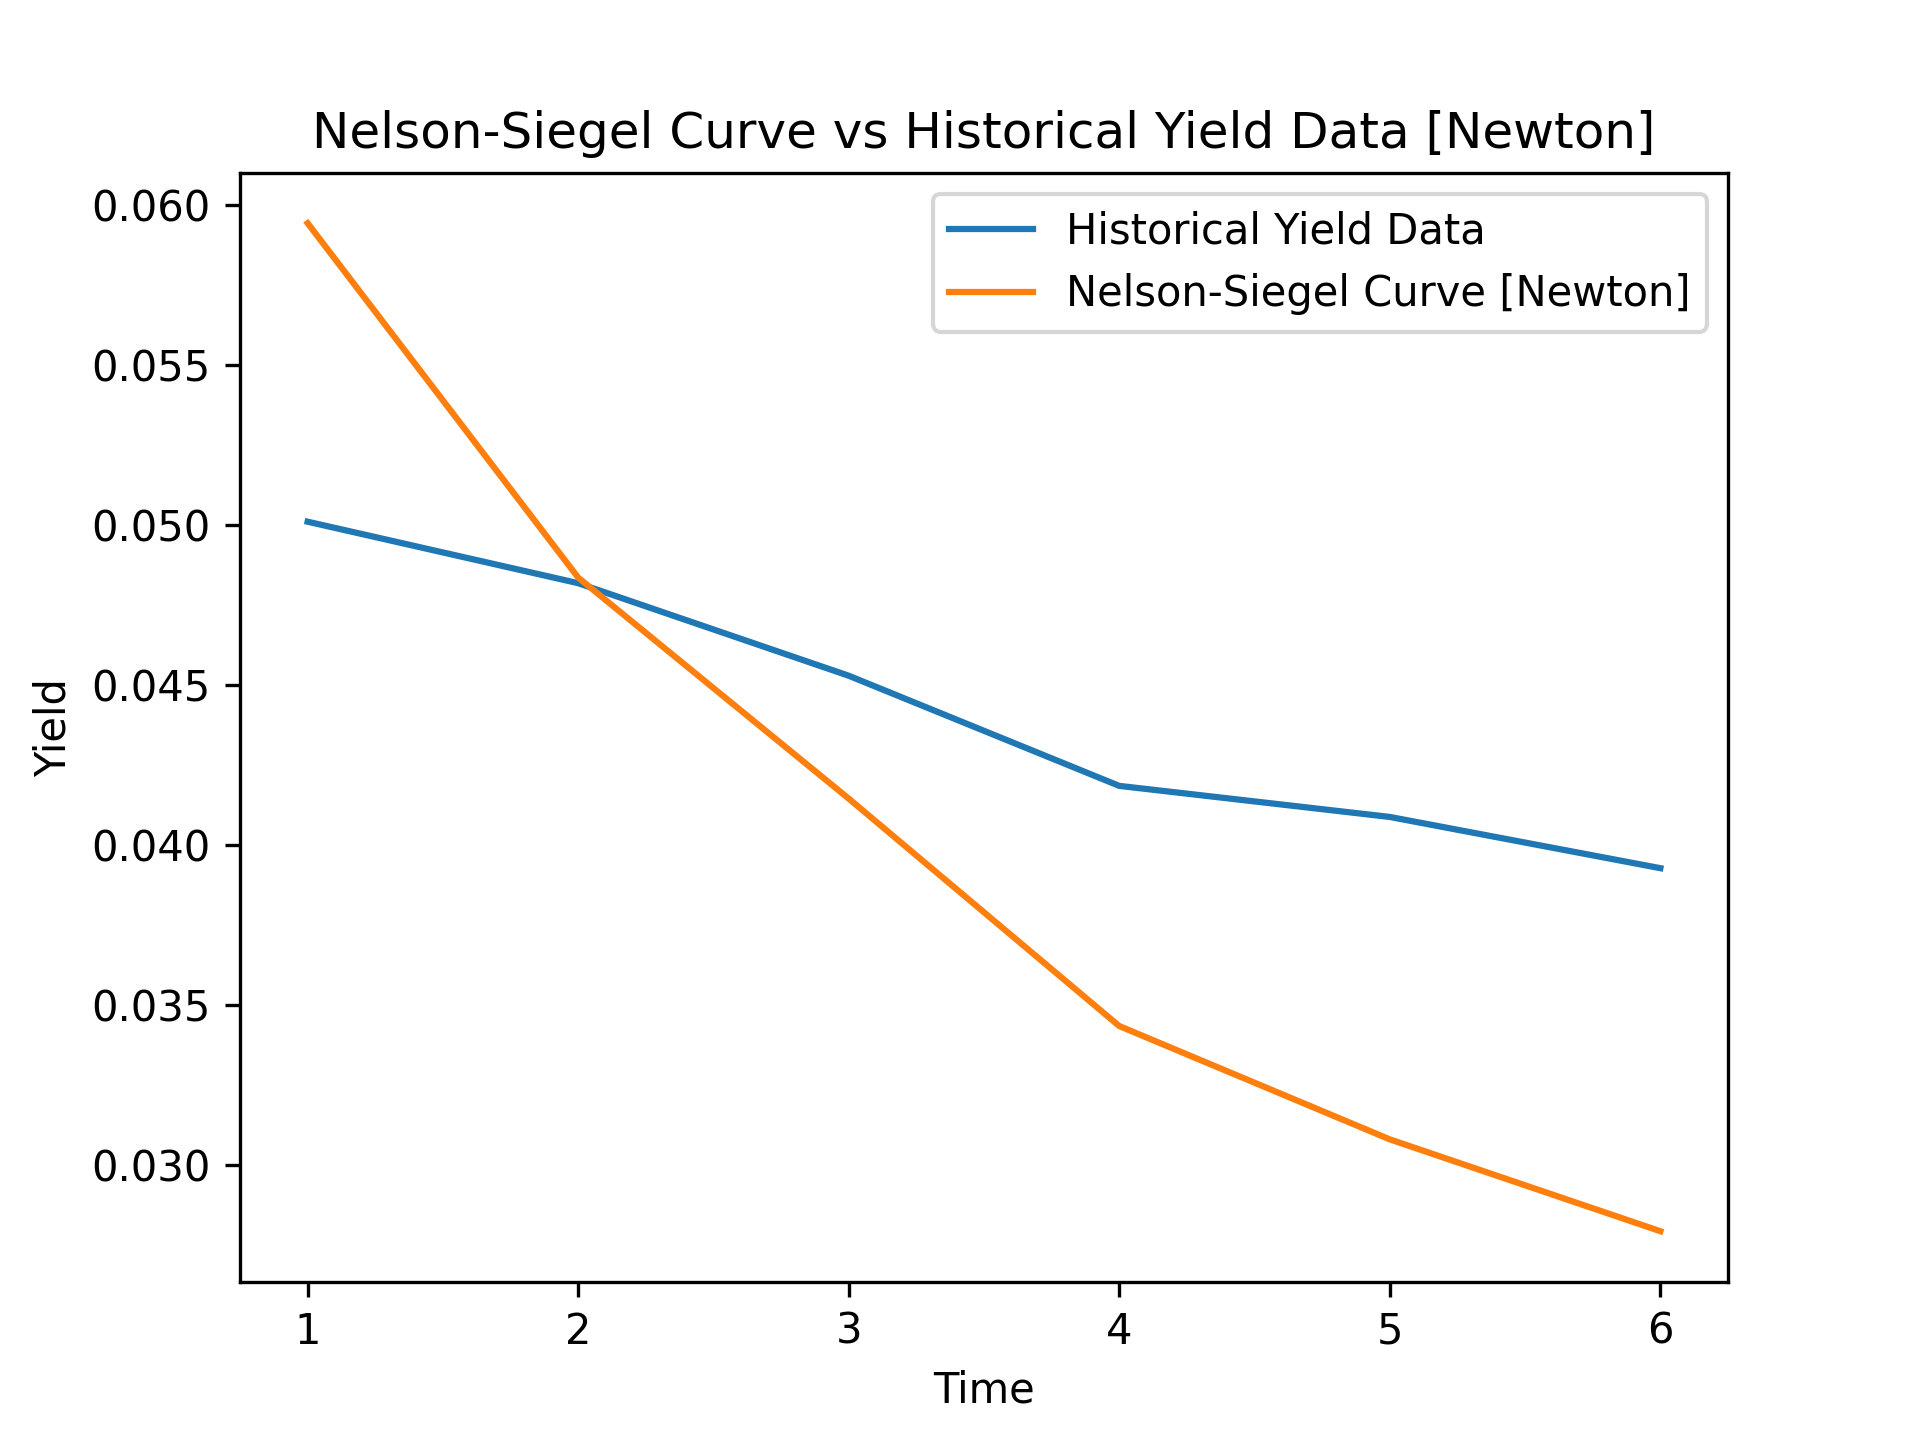 Nelson-Siegel Curve vs Historical Yield Data [Newton]
Historical Yield Data
Nelson-Siegel Curve [Newton]
0.060
0.055
0.050
0.045
0.040
0.035
0.030
Yield
1 2 3 4 5 6
Time